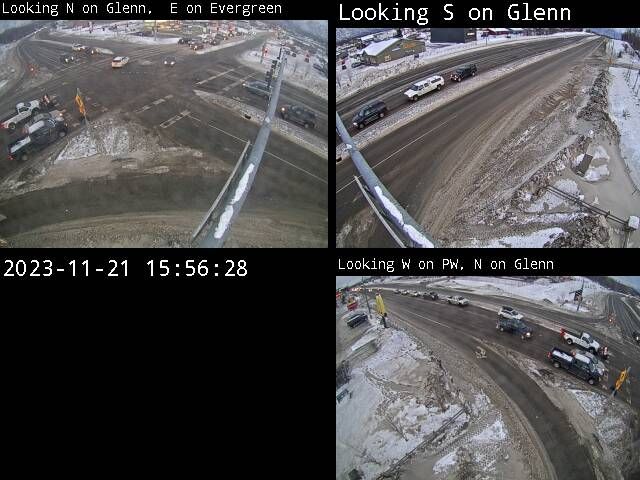 Looking N on Glenn, E on Evergreen
Looking S on Glenn
2023-11-21 15:56:28
Looking W on PW, N on Glenn